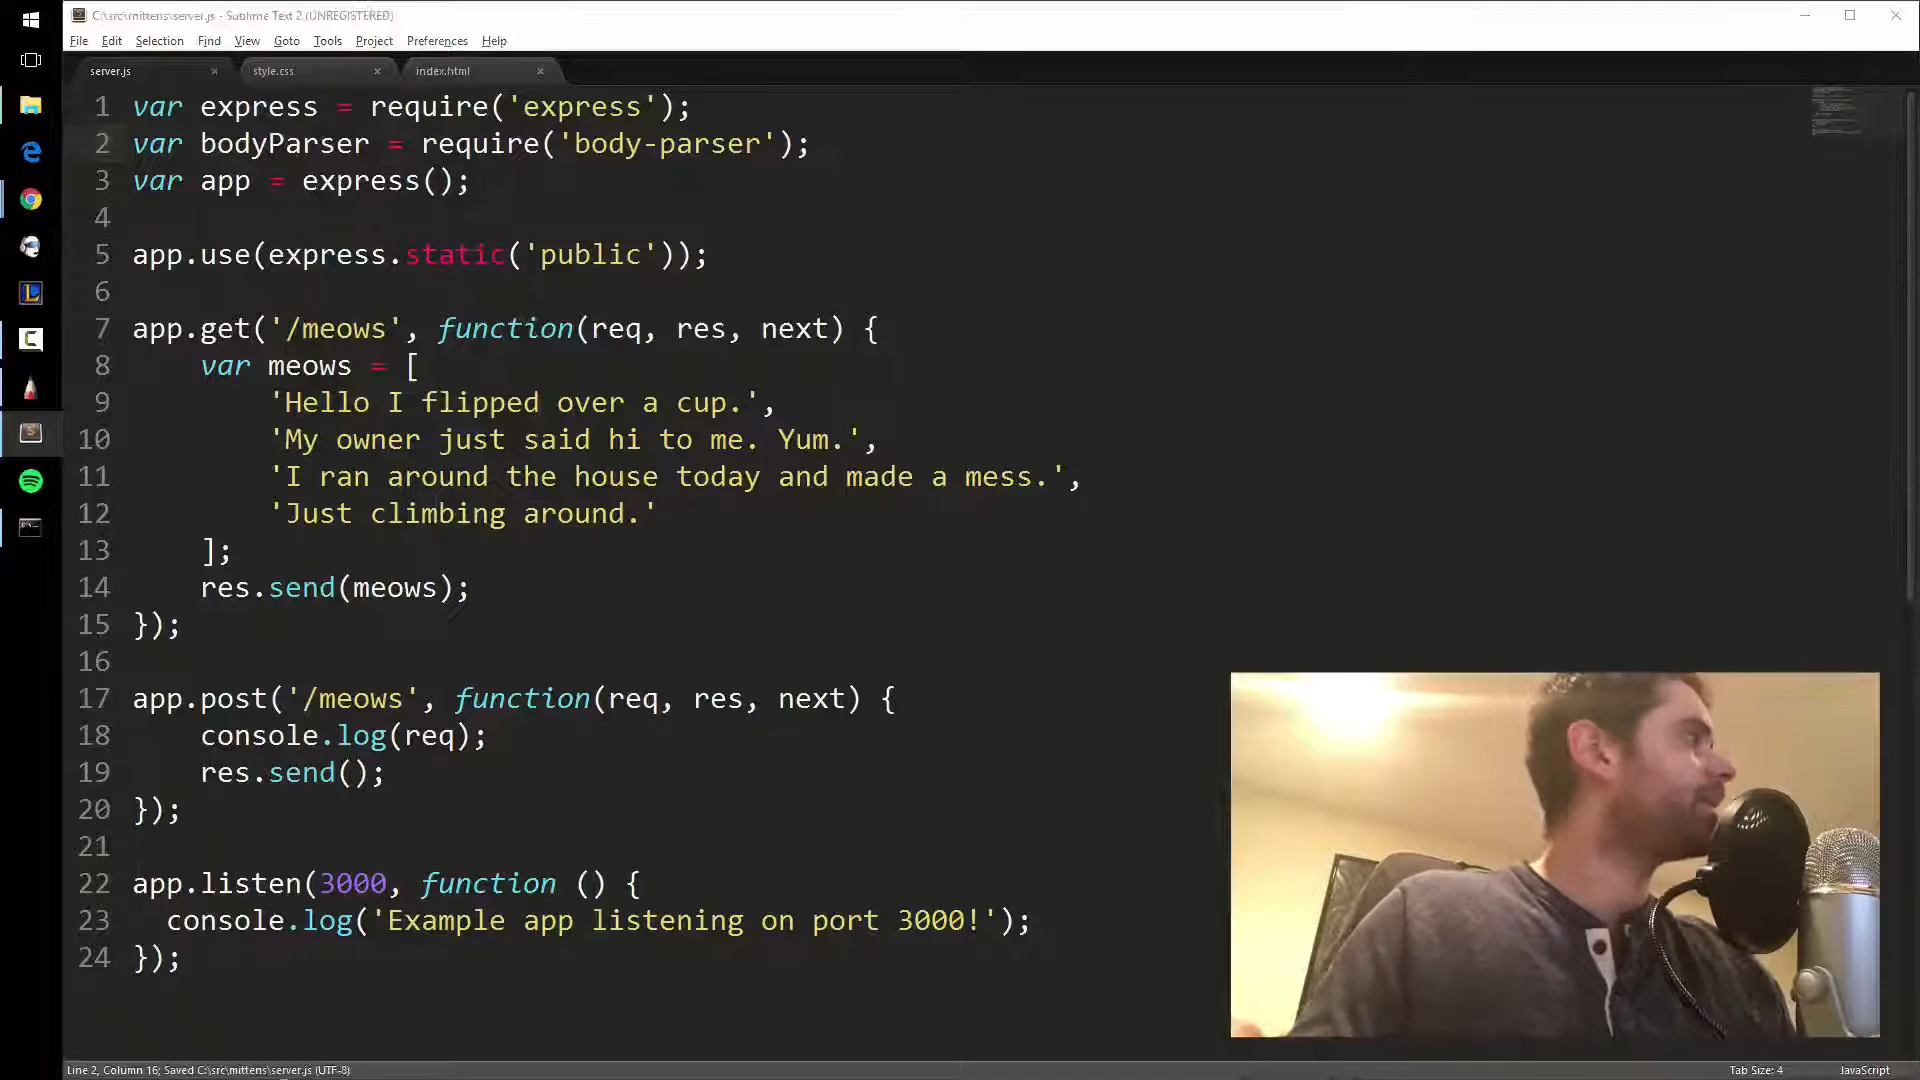 C:\src\mittens\server.js - Sublime Text 2 (UNREGISTERED)
File Edit Selection Find View Goto Tools Project Preferences Help
server.js × style.css × index.html ×
1 var express = require('express');
2 var bodyParser = require('body-parser');
3 var app = express();
4
5 app.use(express.static('public'));
6
7 app.get('/meows', function(req, res, next) {
8 var meows = [
9 'Hello I flipped over a cup.',
10 'My owner just said hi to me. Yum.',
11 'I ran around the house today and made a mess.',
12 'Just climbing around.'
13 ];
14 res.send(meows);
15 });
16
17 app.post('/meows', function(req, res, next) {
18 console.log(req);
19 res.send();
20 });
21
22 app.listen(3000, function () {
23 console.log('Example app listening on port 3000!');
24 });
Line 2, Column 16; Saved C:\src\mittens\server.js (UTF-8) Tab Size: 4 JavaScript